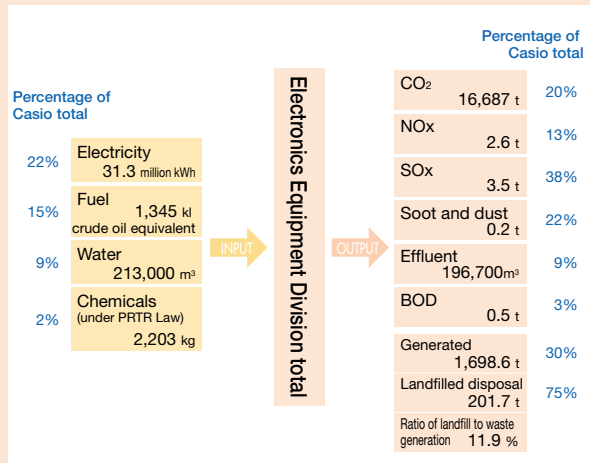 Percentage of
Casio total
22%
Electricity
31.3 million kWh
15%
Fuel
1,345 kl
crude oil equivalent
9%
Water
213,000 m³
2%
Chemicals
(under PRTR Law)
2,203 kg
INPUT
Electronics Equipment Division total
OUTPUT
Percentage of
Casio total
CO₂
16,687 t
20%
NOx
2.6 t
13%
SOx
3.5 t
38%
Soot and dust
0.2 t
22%
Effluent
196,700m³
9%
BOD
0.5 t
3%
Generated
1,698.6 t
30%
Landfilled disposal
201.7 t
75%
Ratio of landfill to waste
generation 11.9 %